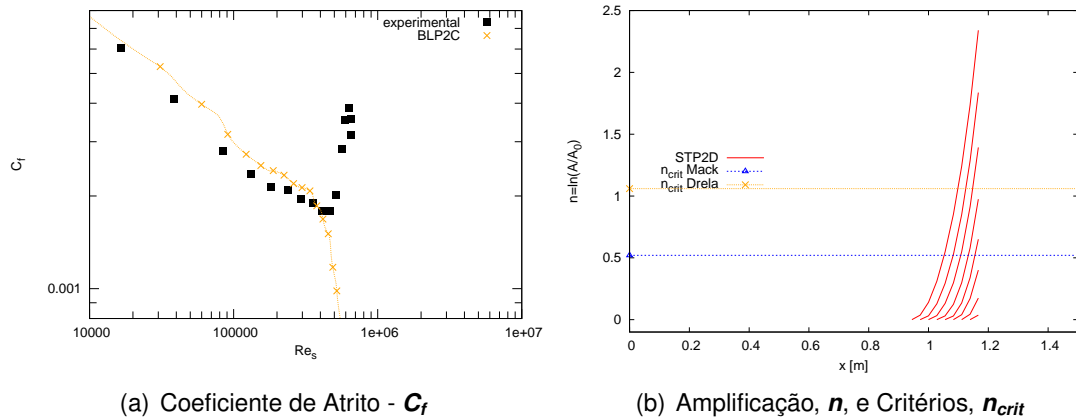 experimental
BLP2C
C_f
0.001
10000
100000
1e+06
1e+07
Re_s
(a) Coeficiente de Atrito - C_f
2.5
2
1.5
1
0.5
0
n=ln(A/A_0)
STP2D
n_crit Mack
n_crit Drela
0
0.2
0.4
0.6
0.8
1
1.2
1.4
x [m]
(b) Amplificação, n, e Critérios, n_crit